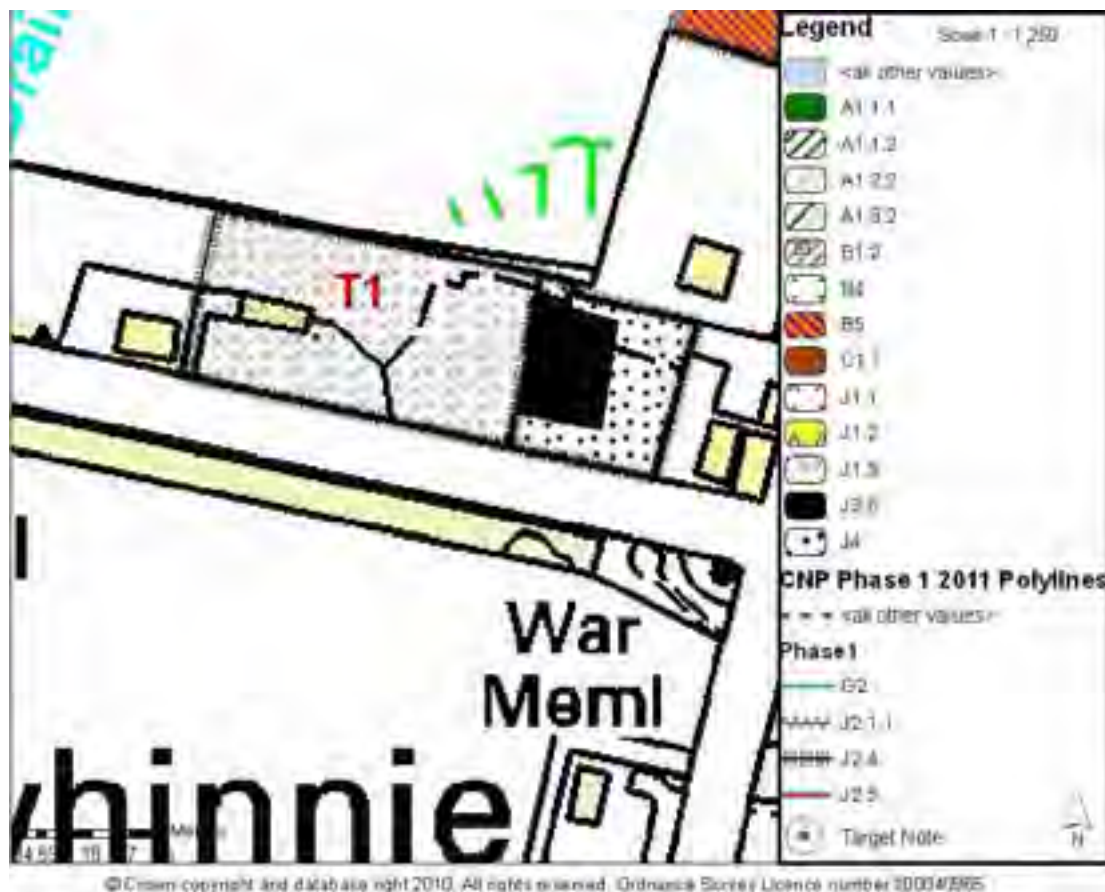 Legend
Scale 1 : 1,250
<all other values>
A1.1.1
A1.1.2
A1.2.2
A1.3.2
B1.2
B4
B5
C1.1
J1.1
J1.2
J1.3
J3.6
J4
CNP Phase 1 2011 Polylines
<all other values>
Phase1
G2
J2.1.1
J2.4
J2.5
Target Note
N
T1
War
Meml
whinnie
© Crown copyright and database right 2010. All rights reserved. Ordnance Survey Licence number